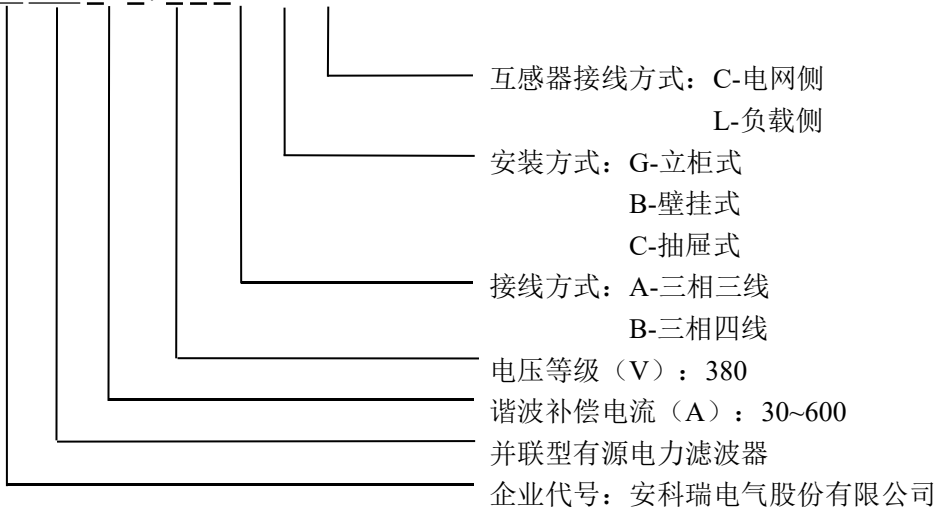 互感器接线方式：C-电网侧
L-负载侧
安装方式：G-立柜式
B-壁挂式
C-抽屉式
接线方式：A-三相三线
B-三相四线
电压等级（V）：380
谐波补偿电流（A）：30~600
并联型有源电力滤波器
企业代号：安科瑞电气股份有限公司